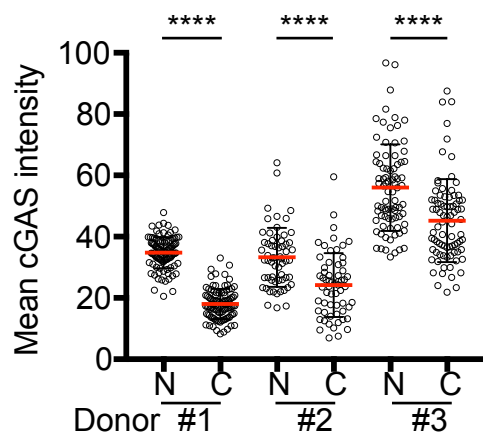 **** **** ****
Mean cGAS intensity
100
80
60
40
20
0
N C N C N C
Donor #1 #2 #3